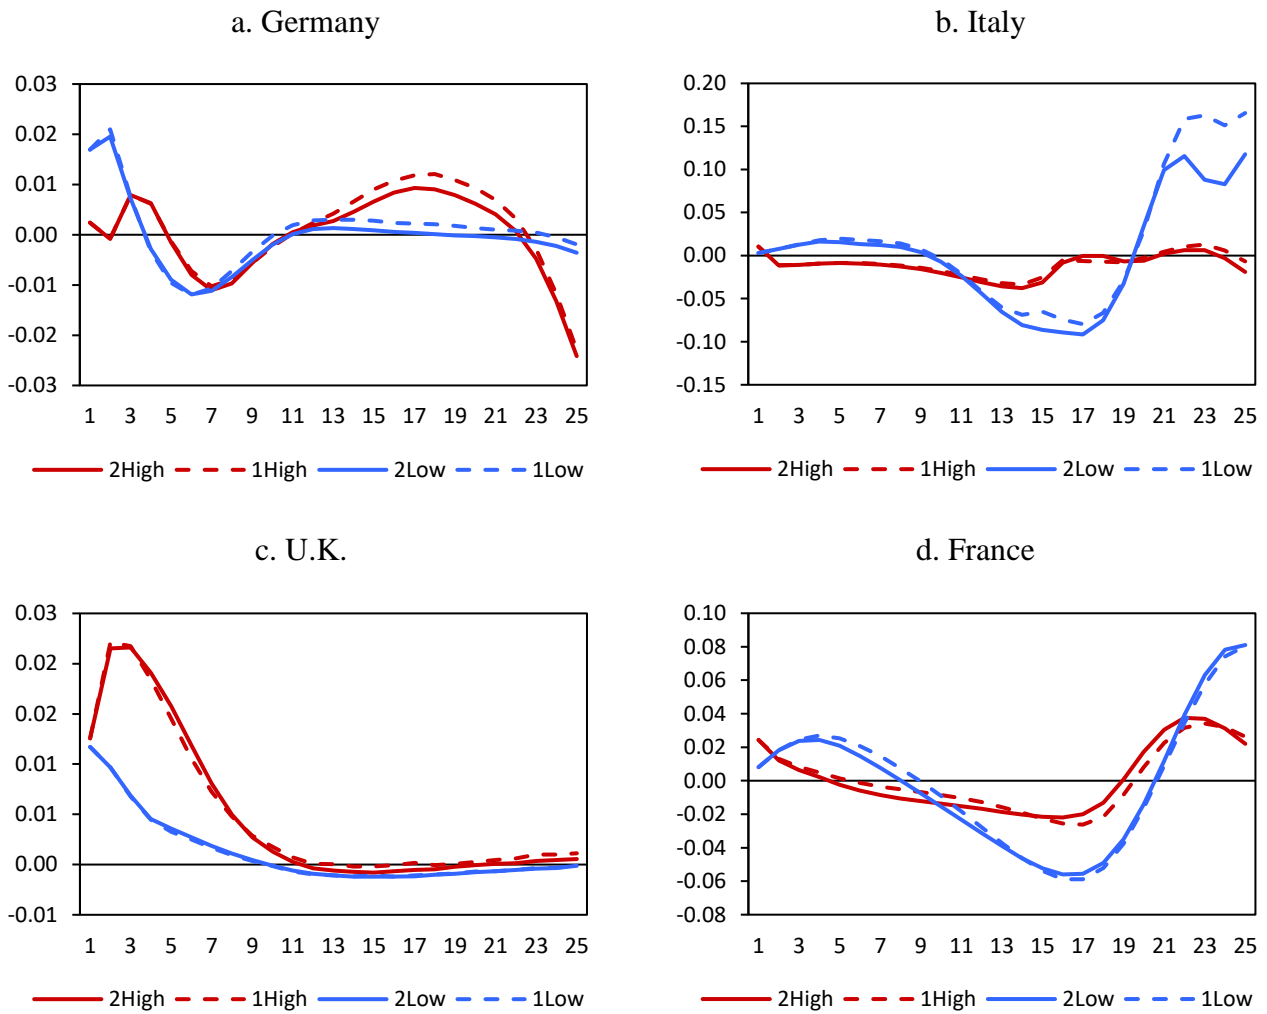 a. Germany
0.03
0.02
0.01
0.00
-0.01
-0.02
-0.03
1 3 5 7 9 11 13 15 17 19 21 23 25
2High 1High 2Low 1Low
b. Italy
0.20
0.15
0.10
0.05
0.00
-0.05
-0.10
-0.15
1 3 5 7 9 11 13 15 17 19 21 23 25
2High 1High 2Low 1Low
c. U.K.
0.03
0.02
0.02
0.01
0.01
0.00
-0.01
1 3 5 7 9 11 13 15 17 19 21 23 25
2High 1High 2Low 1Low
d. France
0.10
0.08
0.06
0.04
0.02
0.00
-0.02
-0.04
-0.06
-0.08
1 3 5 7 9 11 13 15 17 19 21 23 25
2High 1High 2Low 1Low